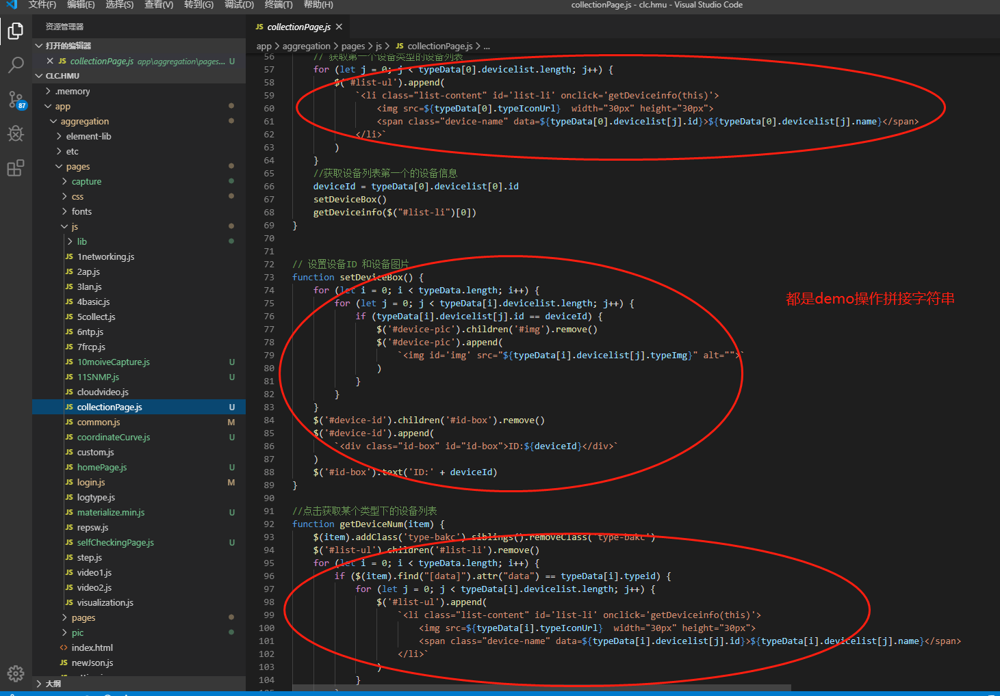 文件(F) 编辑(E) 选择(S) 查看(V) 转到(G) 调试(D) 终端(T) 帮助(H)
collectionPage.js - clc.hmu - Visual Studio Code
资源管理器
打开的编辑器
JS collectionPage.js app\aggregation\pages... U
CLC.HMU
.memory
app
aggregation
element-lib
etc
pages
capture
css
fonts
js
lib
JS 1networking.js
JS 2ap.js
JS 3lan.js
JS 4basic.js
JS 5collect.js
JS 6ntp.js
JS 7frcp.js
JS 10moiveCapture.js U
JS 11SNMP.js U
JS cloudvideo.js
JS collectionPage.js U
JS common.js M
JS coordinateCurve.js U
JS custom.js
JS homePage.js U
JS login.js M
JS logtype.js
JS materialize.min.js U
JS repsw.js
JS selfCheckingPage.js U
JS step.js
JS video1.js
JS video2.js
JS visualization.js
pages
pic
<> index.html
JS newJson.js
大纲
87
JS collectionPage.js
app > aggregation > pages > js > JS collectionPage.js > ...
56 // 获取第一个设备类型的设备列表
57 for (let j = 0; j < typeData[0].devicelist.length; j++) {
58 $('#list-ul').append(
59 `<li class="list-content" id='list-li' onclick='getDeviceinfo(this)'>
60 <img src=${typeData[0].typeIconUrl}  width="30px" height="30px">
61 <span class="device-name" data=${typeData[0].devicelist[j].id}>${typeData[0].devicelist[j].name}</span>
62 </li>`
63 )
64 }
65 //获取设备列表第一个的设备信息
66 deviceId = typeData[0].devicelist[0].id
67 setDeviceBox()
68 getDeviceinfo($("#list-li")[0])
69 }
70
71
72 // 设置设备ID 和设备图片
73 function setDeviceBox() {
74 for (let i = 0; i < typeData.length; i++) {
75 for (let j = 0; j < typeData[i].devicelist.length; j++) {
76 if (typeData[i].devicelist[j].id == deviceId) {
77 $('#device-pic').children('#img').remove()
78 $('#device-pic').append(
79 `<img id='img' src="${typeData[i].devicelist[j].typeImg}" alt="">`
80 )
81 }
82 }
83 }
84 $('#device-id').children('#id-box').remove()
85 $('#device-id').append(
86 `<div class="id-box" id="id-box">ID:${deviceId}</div>`
87 )
88 $('#id-box').text('ID:' + deviceId)
89 }
90
91 //点击获取某个类型下的设备列表
92 function getDeviceNum(item) {
93 $(item).addClass('type-bakc').siblings().removeClass('type-bakc')
94 $('#list-ul').children('#list-li').remove()
95 for (let i = 0; i < typeData.length; i++) {
96 if ($(item).find("[data]").attr("data") == typeData[i].typeid) {
97 for (let j = 0; j < typeData[i].devicelist.length; j++) {
98 $('#list-ul').append(
99 `<li class="list-content" id='list-li' onclick='getDeviceinfo(this)'>
100 <img src=${typeData[i].typeIconUrl}  width="30px" height="30px">
101 <span class="device-name" data=${typeData[i].devicelist[j].id}>${typeData[i].devicelist[j].name}</span>
102 </li>`
103 )
104 }
都是demo操作拼接字符串